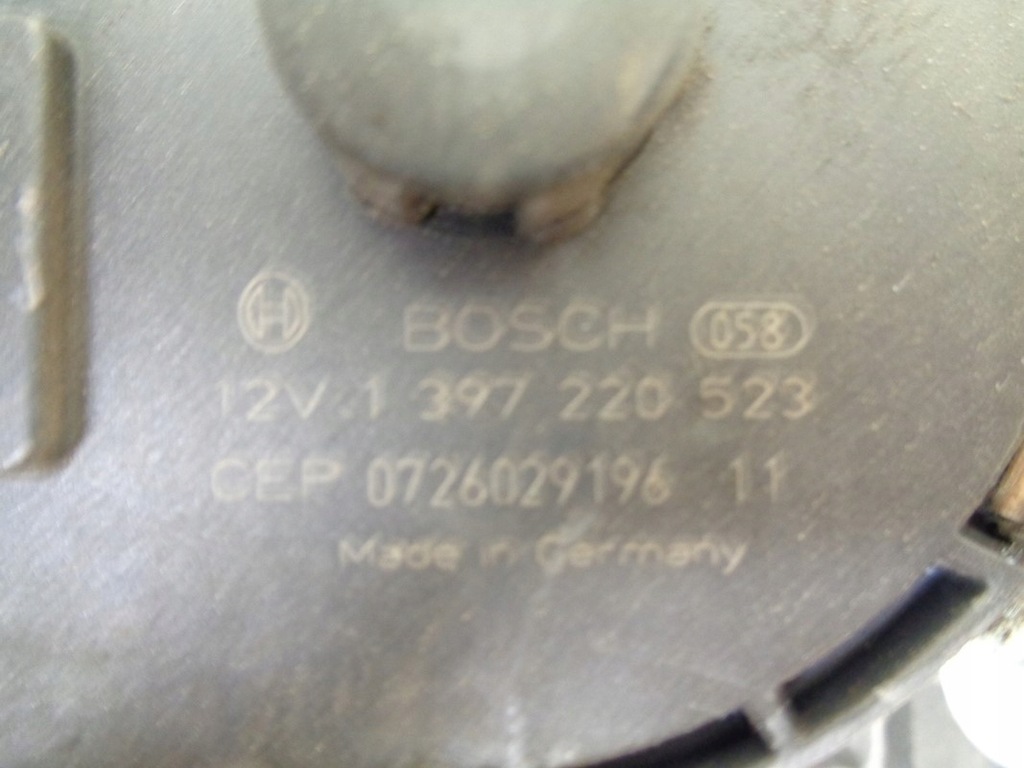 BOSCH 058
12V 1 397 220 523
CEP 0726029196 11
Made in Germany